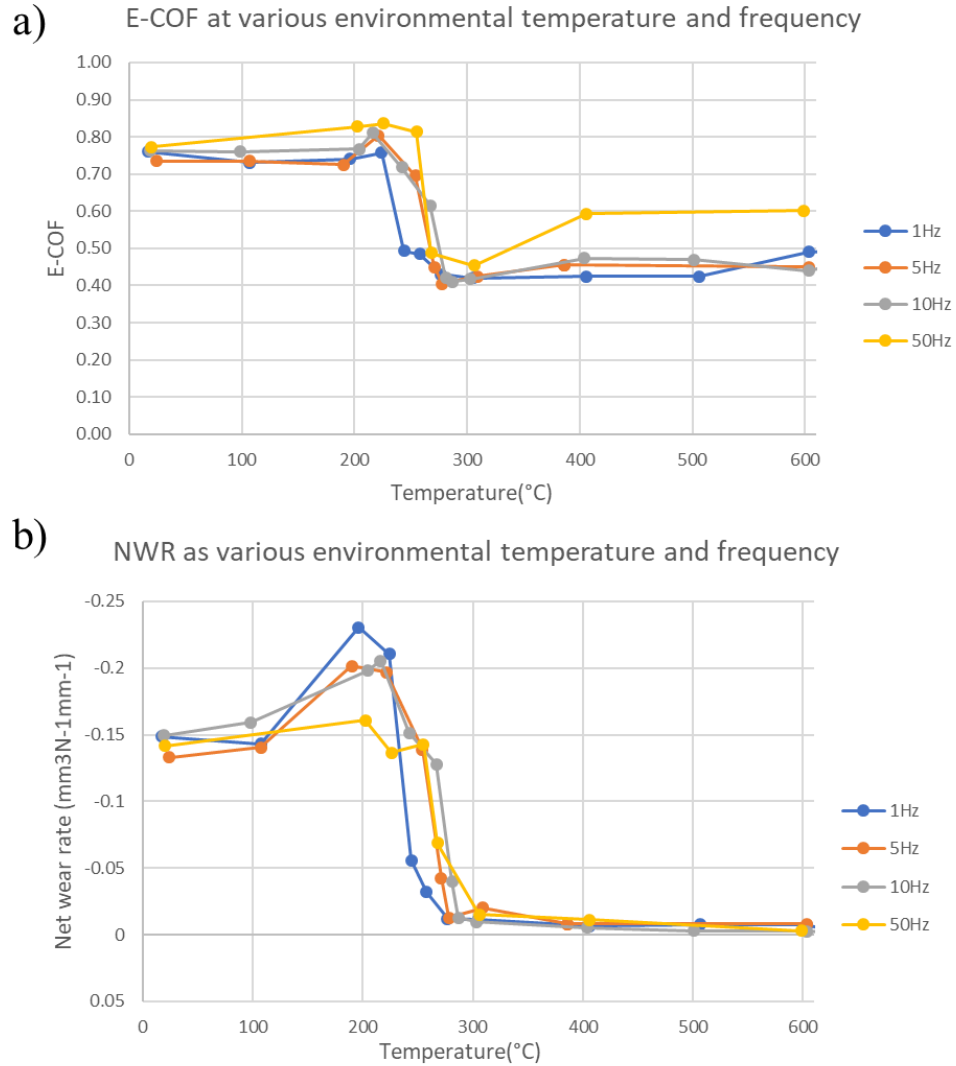 a)
E-COF at various environmental temperature and frequency
1.00
0.90
0.80
0.70
0.60
0.50
0.40
0.30
0.20
0.10
0.00
E-COF
0 100 200 300 400 500 600
Temperature(°C)
1Hz
5Hz
10Hz
50Hz
b)
NWR as various environmental temperature and frequency
-0.25
-0.2
-0.15
-0.1
-0.05
0
0.05
Net wear rate (mm3N-1mm-1)
0 100 200 300 400 500 600
Temperature(°C)
1Hz
5Hz
10Hz
50Hz